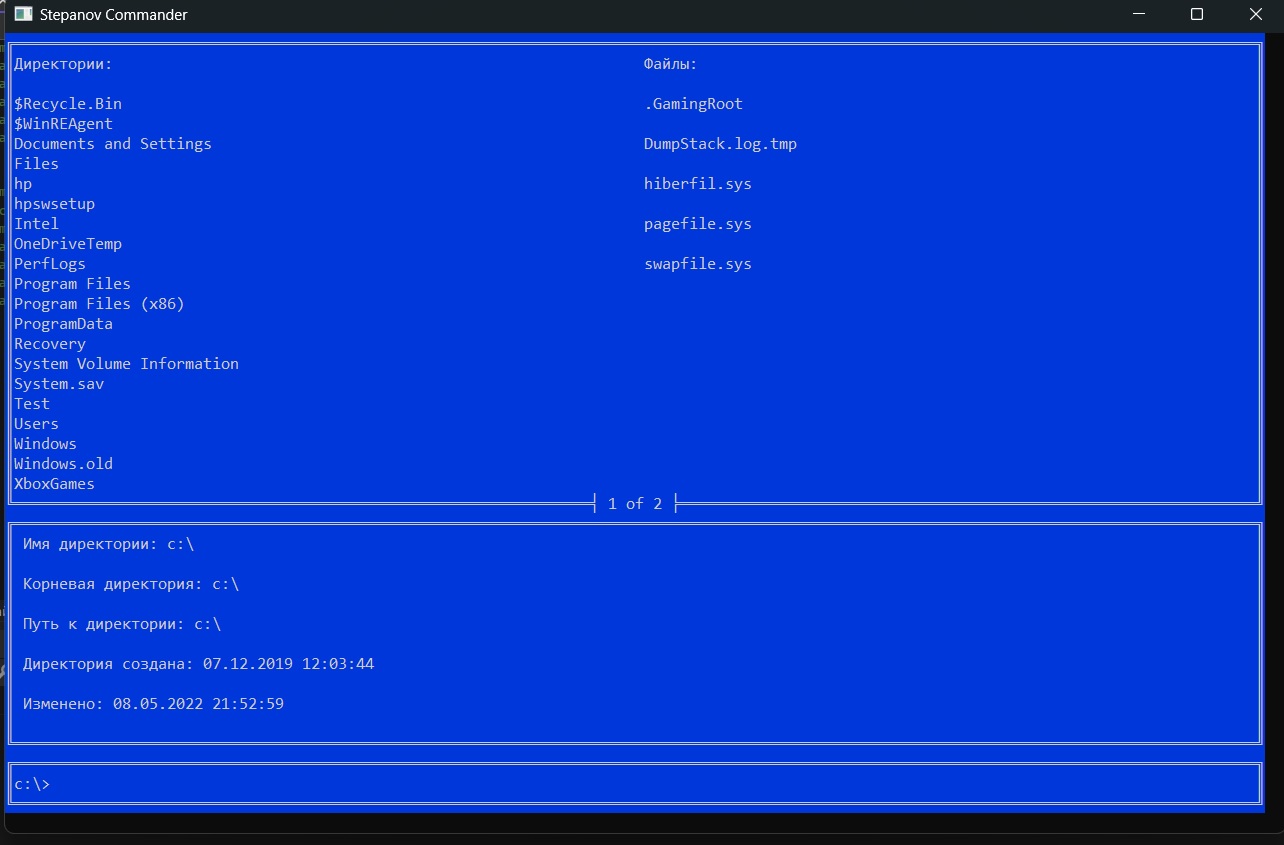 Stepanov Commander
Директории:
$Recycle.Bin
$WinREAgent
Documents and Settings
Files
hp
hpswsetup
Intel
OneDriveTemp
PerfLogs
Program Files
Program Files (x86)
ProgramData
Recovery
System Volume Information
System.sav
Test
Users
Windows
Windows.old
XboxGames
Файлы:
.GamingRoot
DumpStack.log.tmp
hiberfil.sys
pagefile.sys
swapfile.sys
1 of 2
Имя директории: c:\
Корневая директория: c:\
Путь к директории: c:\
Директория создана: 07.12.2019 12:03:44
Изменено: 08.05.2022 21:52:59
c:\>